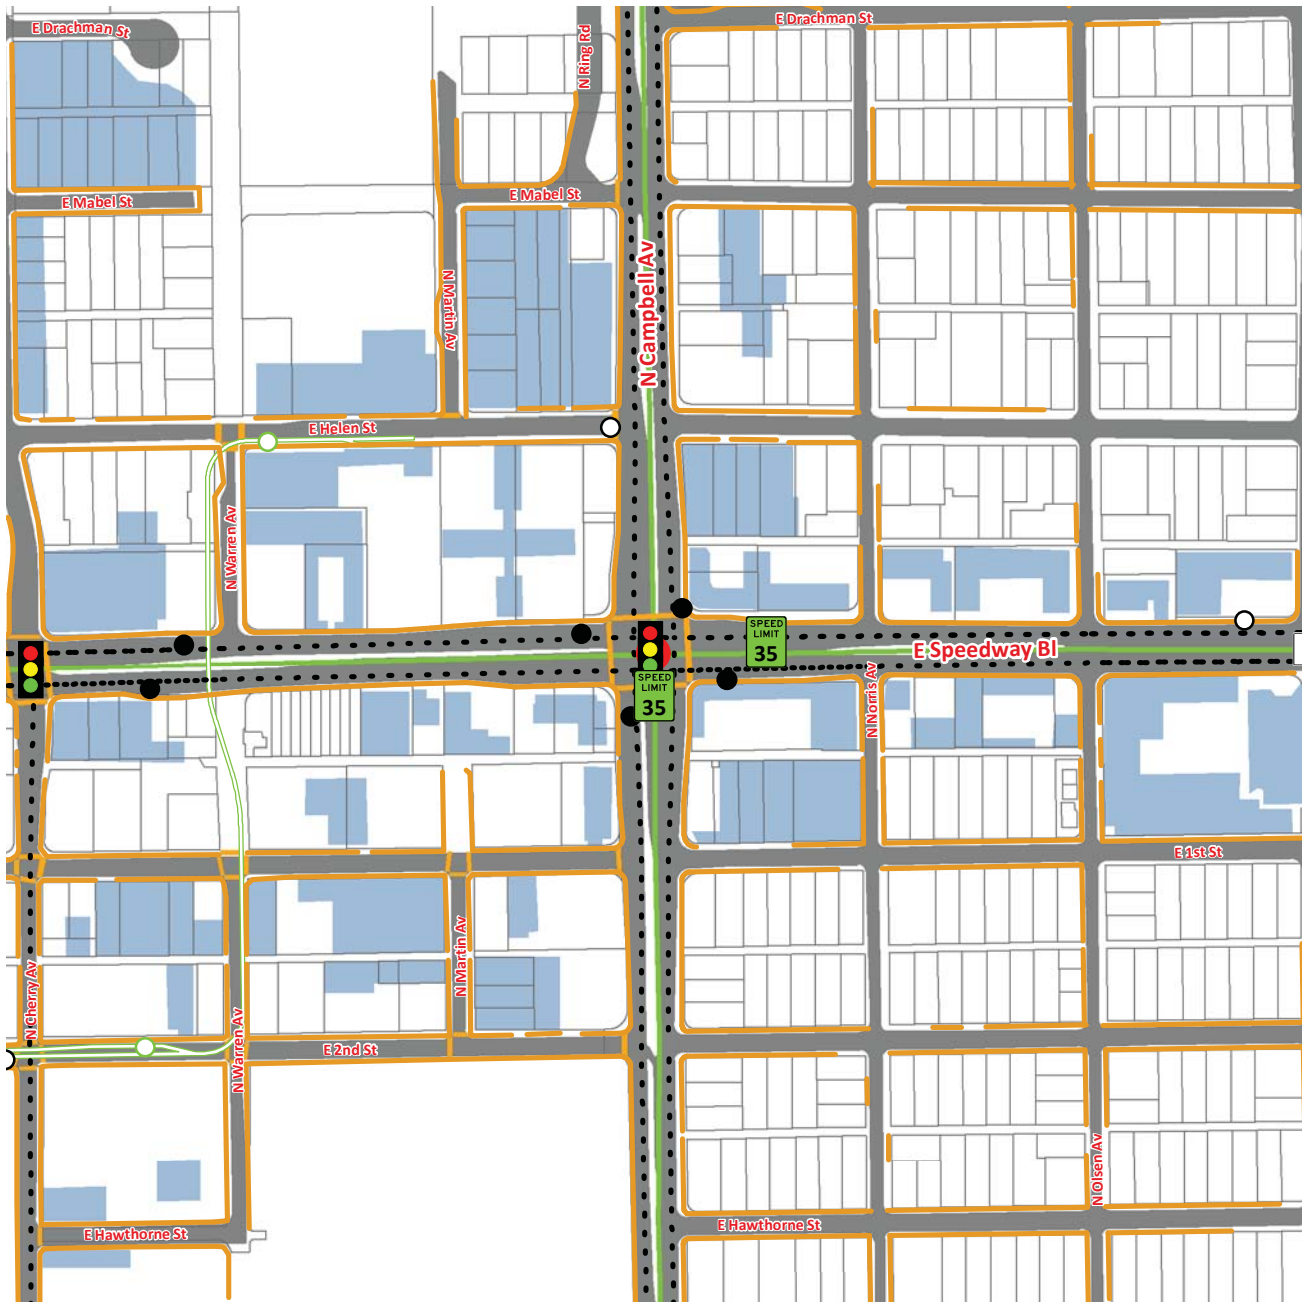 E Drachman St
E Drachman St
N Ring Rd
E Mabel St
E Mabel St
N Campbell Av
N Martin Av
E Helen St
N Warren Av
SPEED
LIMIT
35
E Speedway Bl
SPEED
LIMIT
35
N Norris Av
E 1st St
N Martin Av
N Cherry Av
N Warren Av
E 2nd St
N Olsen Av
E Hawthorne St
E Hawthorne St